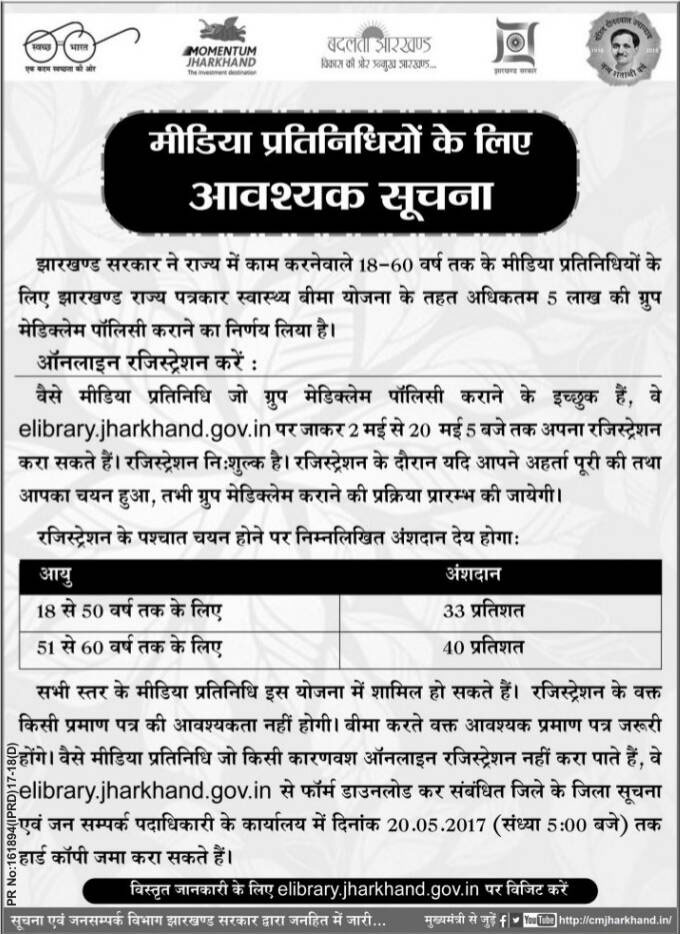 स्वच्छ भारत
एक कदम स्वच्छता की ओर
MOMENTUM
JHARKHAND
The investment destination
बदलता झारखण्ड
विकास की ओर उन्मुख झारखण्ड...
झारखण्ड सरकार
मीडिया प्रतिनिधियों के लिए
आवश्यक सूचना
झारखण्ड सरकार ने राज्य में काम करनेवाले 18-60 वर्ष तक के मीडिया प्रतिनिधियों के
लिए झारखण्ड राज्य पत्रकार स्वास्थ्य बीमा योजना के तहत अधिकतम 5 लाख की ग्रुप
मेडिक्लेम पॉलिसी कराने का निर्णय लिया है।
ऑनलाइन रजिस्ट्रेशन करें :
वैसे मीडिया प्रतिनिधि जो ग्रुप मेडिक्लेम पॉलिसी कराने के इच्छुक हैं, वे
elibrary.jharkhand.gov.in पर जाकर 2 मई से 20 मई 5 बजे तक अपना रजिस्ट्रेशन
करा सकते हैं। रजिस्ट्रेशन नि:शुल्क है। रजिस्ट्रेशन के दौरान यदि आपने अहर्ता पूरी की तथा
आपका चयन हुआ, तभी ग्रुप मेडिक्लेम कराने की प्रक्रिया प्रारम्भ की जायेगी।
रजिस्ट्रेशन के पश्चात चयन होने पर निम्नलिखित अंशदान देय होगा:
आयु अंशदान
18 से 50 वर्ष तक के लिए 33 प्रतिशत
51 से 60 वर्ष तक के लिए 40 प्रतिशत
सभी स्तर के मीडिया प्रतिनिधि इस योजना में शामिल हो सकते हैं। रजिस्ट्रेशन के वक्त
किसी प्रमाण पत्र की आवश्यकता नहीं होगी। बीमा करते वक्त आवश्यक प्रमाण पत्र जरूरी
होंगे। वैसे मीडिया प्रतिनिधि जो किसी कारणवश ऑनलाइन रजिस्ट्रेशन नहीं करा पाते हैं, वे
elibrary.jharkhand.gov.in से फॉर्म डाउनलोड कर संबंधित जिले के जिला सूचना
एवं जन सम्पर्क पदाधिकारी के कार्यालय में दिनांक 20.05.2017 (संध्या 5:00 बजे) तक
हार्ड कॉपी जमा करा सकते हैं।
PR No:161894(IPRD)17-18(D)
विस्तृत जानकारी के लिए elibrary.jharkhand.gov.in पर विजिट करें
सूचना एवं जनसम्पर्क विभाग झारखण्ड सरकार द्वारा जनहित में जारी... मुख्यमंत्री से जुड़ें f YouTube http://cmjharkhand.in/